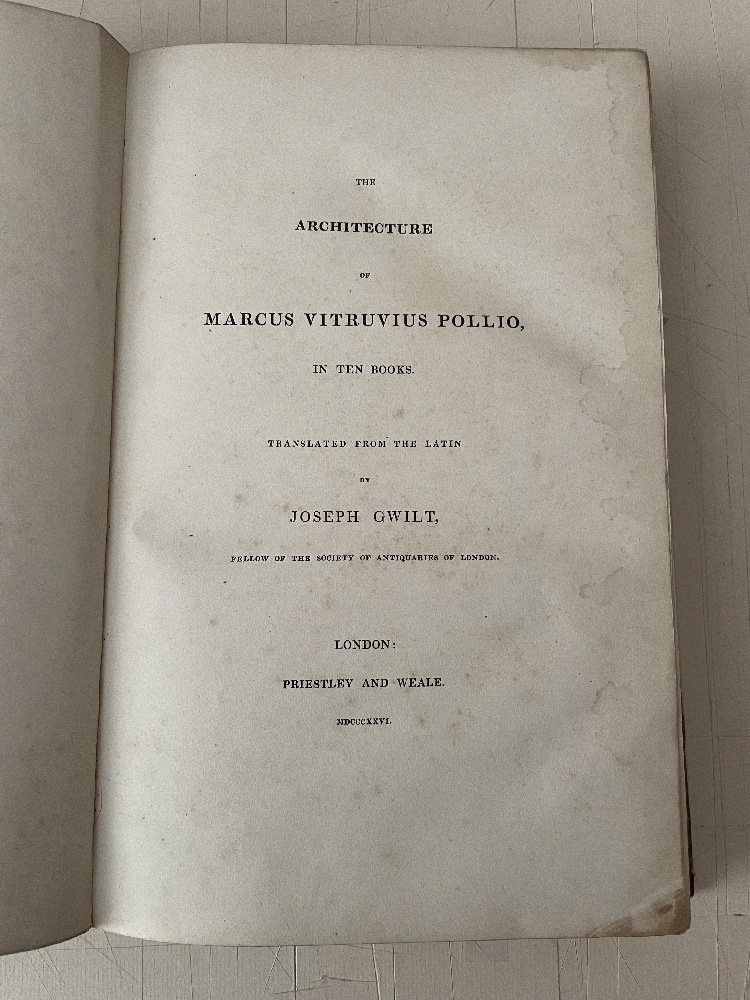 THE
ARCHITECTURE
OF
MARCUS VITRUVIUS POLLIO,
IN TEN BOOKS.
TRANSLATED FROM THE LATIN
BY
JOSEPH GWILT,
FELLOW OF THE SOCIETY OF ANTIQUARIES OF LONDON.
LONDON:
PRIESTLEY AND WEALE.
MDCCCXXVI.